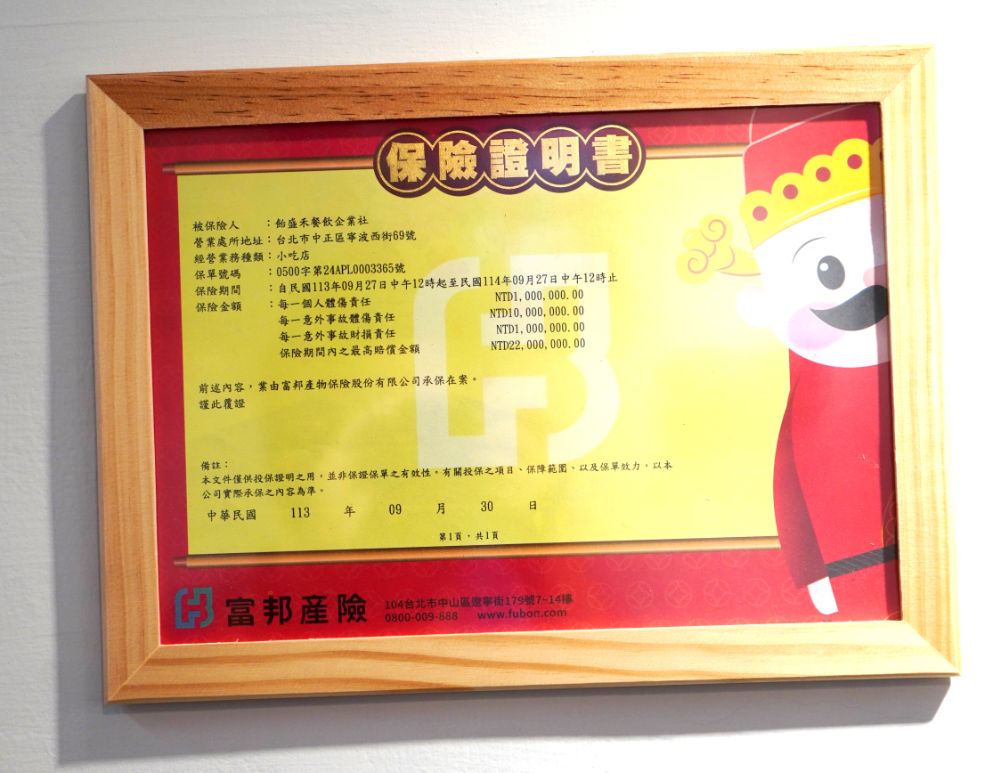 保險證明書
被保險人 ：飴盛禾餐飲企業社
營業處所地址：台北市中正區寧波西街69號
經營業務種類：小吃店
保單號碼 ：0500字第24APL0003365號
保險期間 ：自民國113年09月27日中午12時起至民國114年09月27日中午12時止
保險金額 ：每一個人體傷責任 NTD1,000,000.00
每一意外事故體傷責任 NTD10,000,000.00
每一意外事故財損責任 NTD1,000,000.00
保險期間內之最高賠償金額 NTD22,000,000.00
前述內容，業由富邦產物保險股份有限公司承保在案。
謹此覆證
備註：
本文件僅供投保證明之用，並非保證保單之有效性。有關投保之項目、保障範圍、以及保單效力，以本
公司實際承保之內容為準。
中華民國 113 年 09 月 30 日
第1頁，共1頁
富邦產險
104台北市中山區遼寧街179號7~14樓
0800-009-888 www.fubon.com